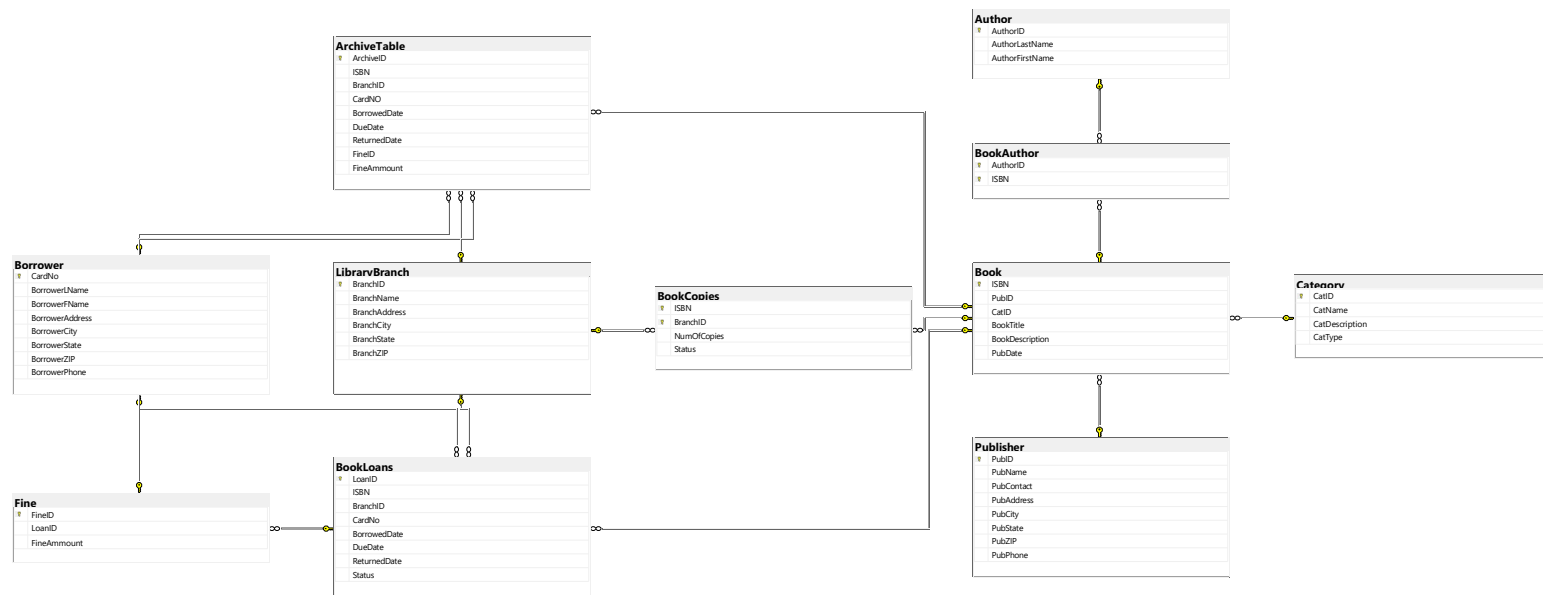 Author
AuthorID
AuthorLastName
AuthorFirstName
ArchiveTable
ArchiveID
ISBN
BranchID
CardNO
BorrowedDate
DueDate
ReturnedDate
FineID
FineAmmount
BookAuthor
AuthorID
ISBN
Borrower
CardNo
BorrowerLName
BorrowerFName
BorrowerAddress
BorrowerCity
BorrowerState
BorrowerZIP
BorrowerPhone
LibraryBranch
BranchID
BranchName
BranchAddress
BranchCity
BranchState
BranchZIP
BookCopies
ISBN
BranchID
NumOfCopies
Status
Book
ISBN
PubID
CatID
BookTitle
BookDescription
PubDate
Category
CatID
CatName
CatDescription
CatType
Fine
FineID
LoanID
FineAmmount
BookLoans
LoanID
ISBN
BranchID
CardNo
BorrowedDate
DueDate
ReturnedDate
Status
Publisher
PubID
PubName
PubContact
PubAddress
PubCity
PubState
PubZIP
PubPhone